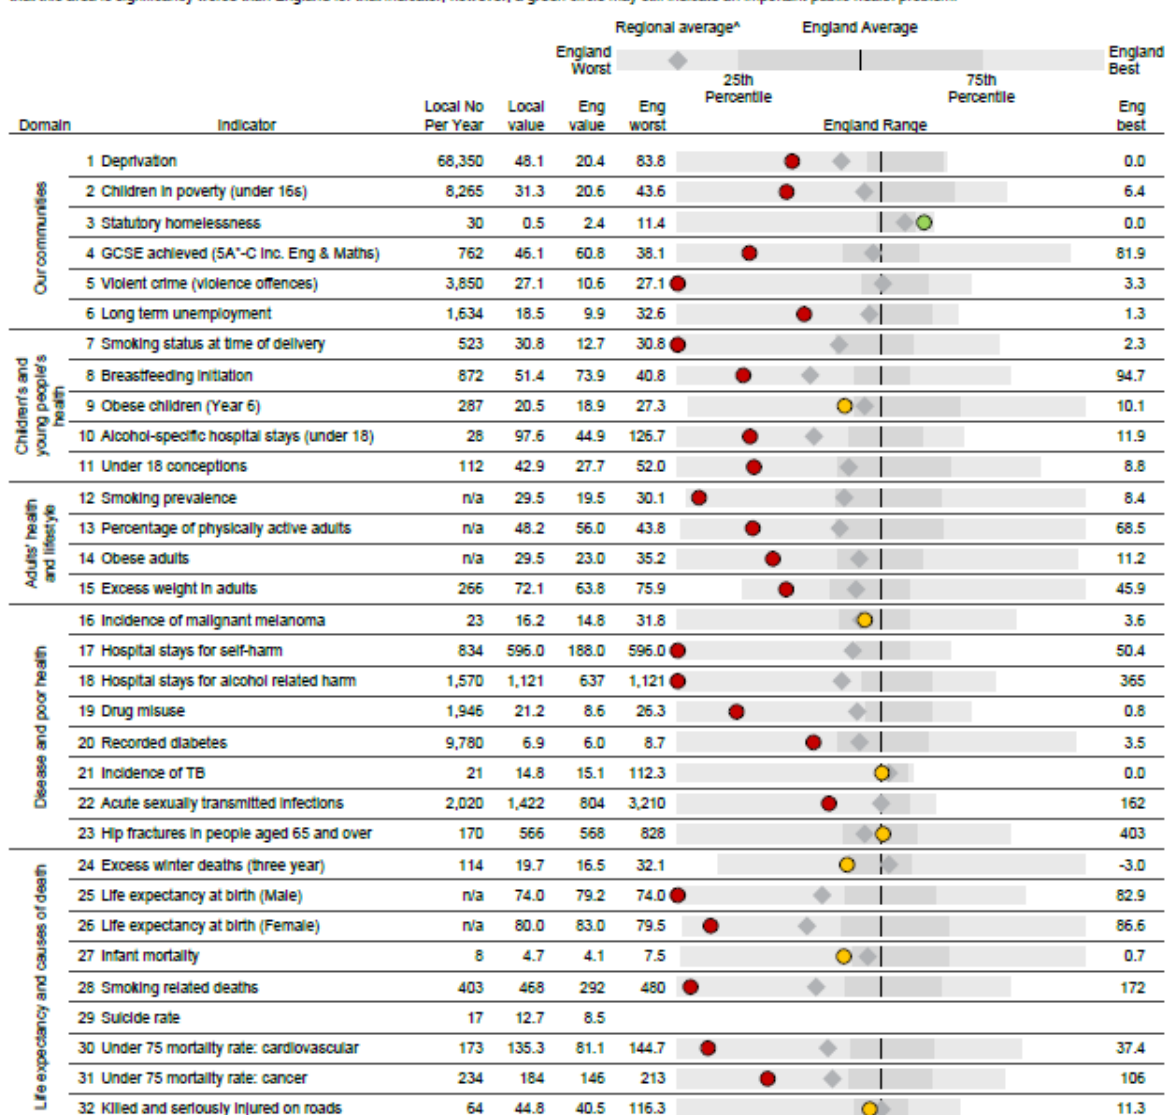 that this area is significantly worse than England for that indicator; however, a green circle may still indicate an important public health problem.
Regional average^ England Average
England Worst England Best
25th Percentile 75th Percentile
Domain Indicator Local No Per Year Local value Eng value Eng worst England Range Eng best
Our communities
1 Deprivation 68,350 48.1 20.4 83.8 0.0
2 Children in poverty (under 16s) 8,265 31.3 20.6 43.6 6.4
3 Statutory homelessness 30 0.5 2.4 11.4 0.0
4 GCSE achieved (5A*-C inc. Eng & Maths) 762 46.1 60.8 38.1 81.9
5 Violent crime (violence offences) 3,850 27.1 10.6 27.1 3.3
6 Long term unemployment 1,634 18.5 9.9 32.6 1.3
Children's and young people's health
7 Smoking status at time of delivery 523 30.8 12.7 30.8 2.3
8 Breastfeeding initiation 872 51.4 73.9 40.8 94.7
9 Obese children (Year 6) 287 20.5 18.9 27.3 10.1
10 Alcohol-specific hospital stays (under 18) 28 97.6 44.9 126.7 11.9
11 Under 18 conceptions 112 42.9 27.7 52.0 8.8
Adults' health and lifestyle
12 Smoking prevalence n/a 29.5 19.5 30.1 8.4
13 Percentage of physically active adults n/a 48.2 56.0 43.8 68.5
14 Obese adults n/a 29.5 23.0 35.2 11.2
15 Excess weight in adults 266 72.1 63.8 75.9 45.9
Disease and poor health
16 Incidence of malignant melanoma 23 16.2 14.8 31.8 3.6
17 Hospital stays for self-harm 834 596.0 188.0 596.0 50.4
18 Hospital stays for alcohol related harm 1,570 1,121 637 1,121 365
19 Drug misuse 1,946 21.2 8.6 26.3 0.8
20 Recorded diabetes 9,780 6.9 6.0 8.7 3.5
21 Incidence of TB 21 14.8 15.1 112.3 0.0
22 Acute sexually transmitted infections 2,020 1,422 804 3,210 162
23 Hip fractures in people aged 65 and over 170 566 568 828 403
Life expectancy and causes of death
24 Excess winter deaths (three year) 114 19.7 16.5 32.1 -3.0
25 Life expectancy at birth (Male) n/a 74.0 79.2 74.0 82.9
26 Life expectancy at birth (Female) n/a 80.0 83.0 79.5 86.6
27 Infant mortality 8 4.7 4.1 7.5 0.7
28 Smoking related deaths 403 468 292 480 172
29 Suicide rate 17 12.7 8.5
30 Under 75 mortality rate: cardiovascular 173 135.3 81.1 144.7 37.4
31 Under 75 mortality rate: cancer 234 184 146 213 106
32 Killed and seriously injured on roads 64 44.8 40.5 116.3 11.3